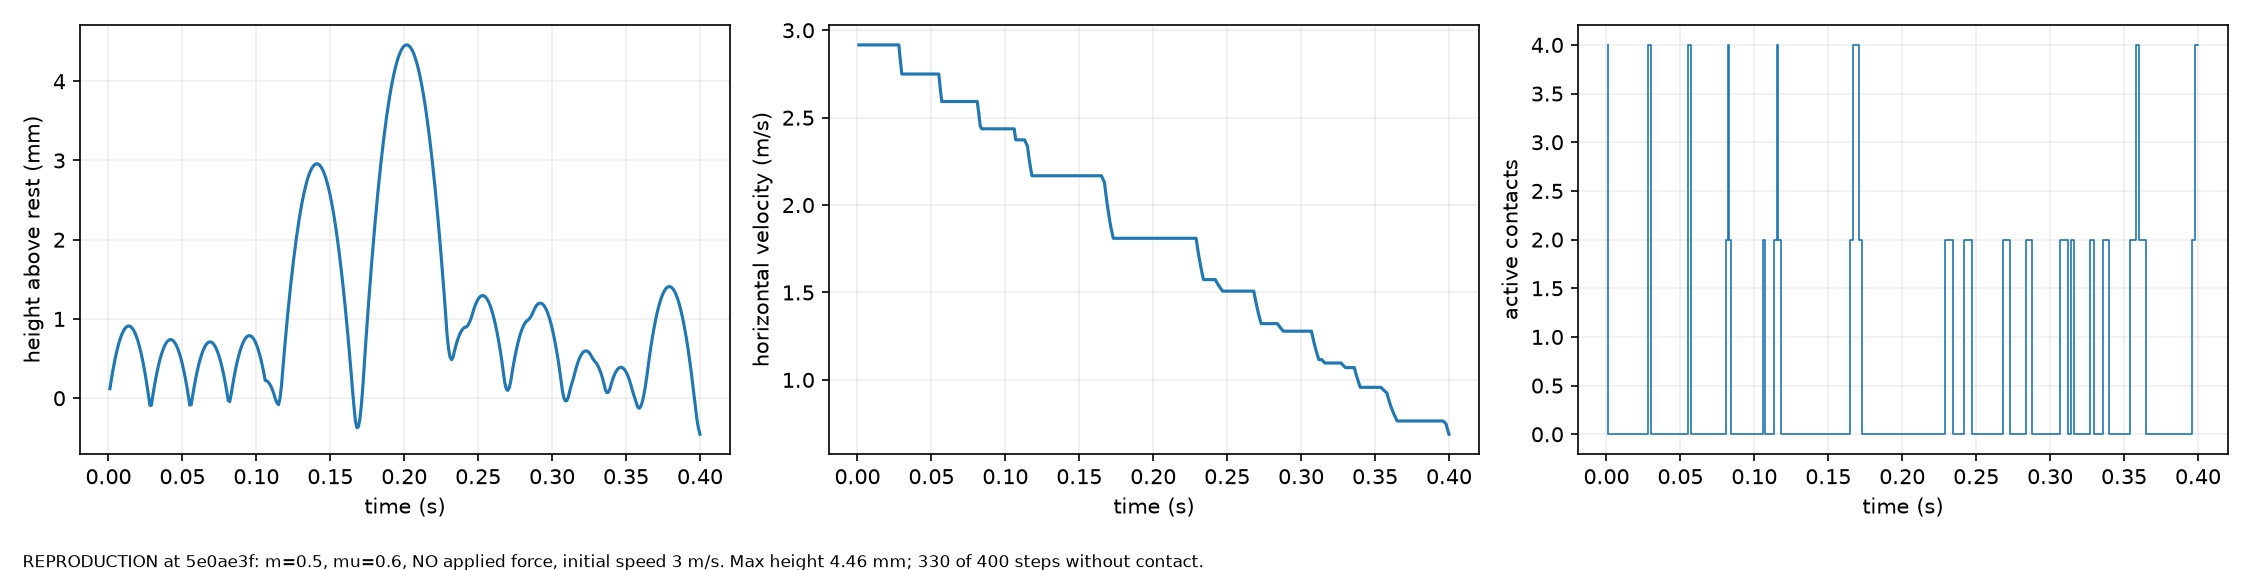 height above rest (mm)
4
3
2
1
0
0.00 0.05 0.10 0.15 0.20 0.25 0.30 0.35 0.40
time (s)
horizontal velocity (m/s)
3.0
2.5
2.0
1.5
1.0
0.00 0.05 0.10 0.15 0.20 0.25 0.30 0.35 0.40
time (s)
active contacts
4.0
3.5
3.0
2.5
2.0
1.5
1.0
0.5
0.0
0.00 0.05 0.10 0.15 0.20 0.25 0.30 0.35 0.40
time (s)
REPRODUCTION at 5e0ae3f: m=0.5, mu=0.6, NO applied force, initial speed 3 m/s. Max height 4.46 mm; 330 of 400 steps without contact.